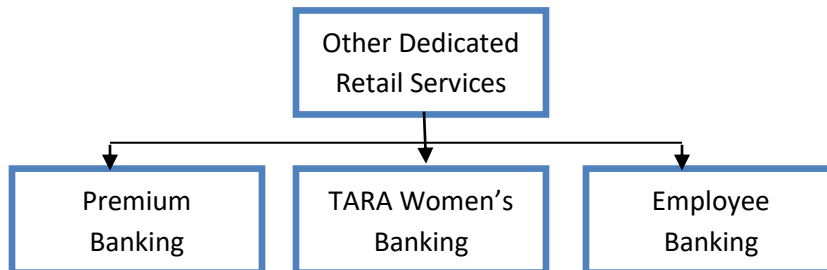 Other Dedicated
Retail Services
Premium
Banking
TARA Women’s
Banking
Employee
Banking